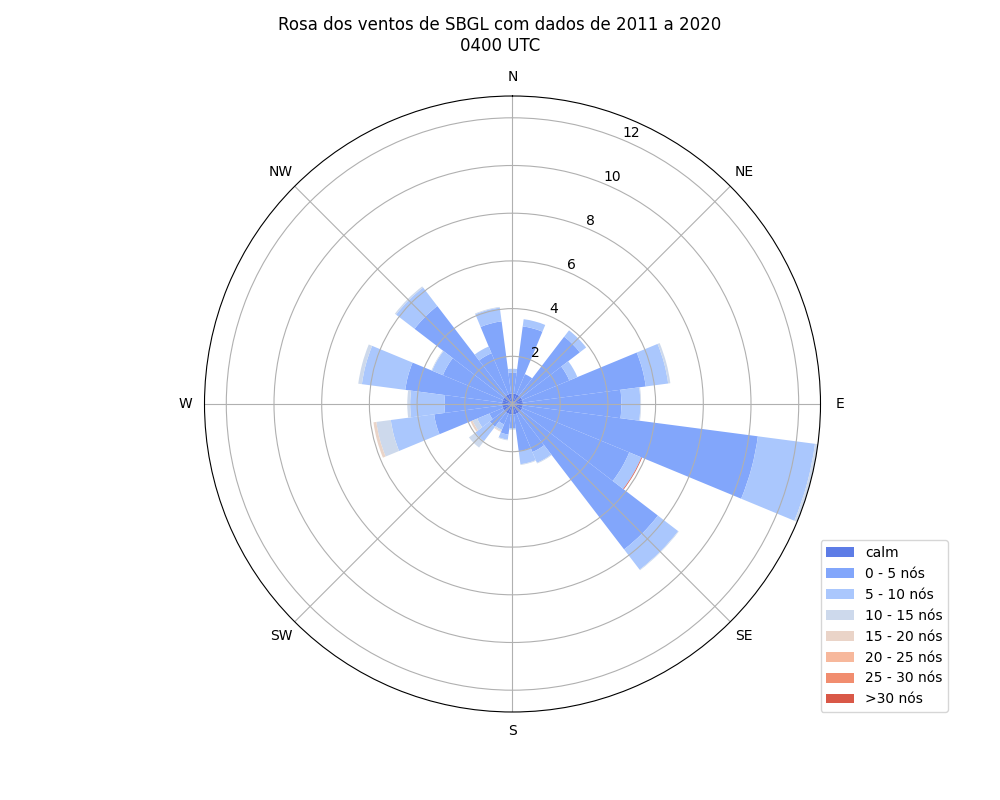 Rosa dos ventos de SBGL com dados de 2011 a 2020
0400 UTC
N
NE
E
SE
S
SW
W
NW
2
4
6
8
10
12
calm
0 - 5 nós
5 - 10 nós
10 - 15 nós
15 - 20 nós
20 - 25 nós
25 - 30 nós
>30 nós